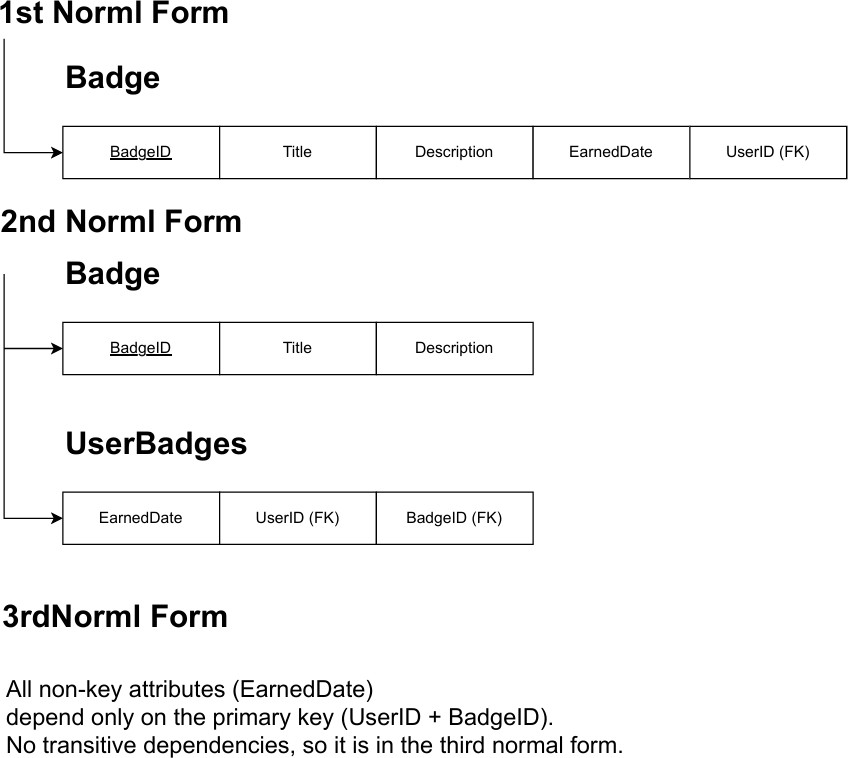 1st Norml Form
Badge
BadgeID Title Description EarnedDate UserID (FK)
2nd Norml Form
Badge
BadgeID Title Description
UserBadges
EarnedDate UserID (FK) BadgeID (FK)
3rdNorml Form
All non-key attributes (EarnedDate)
depend only on the primary key (UserID + BadgeID).
No transitive dependencies, so it is in the third normal form.